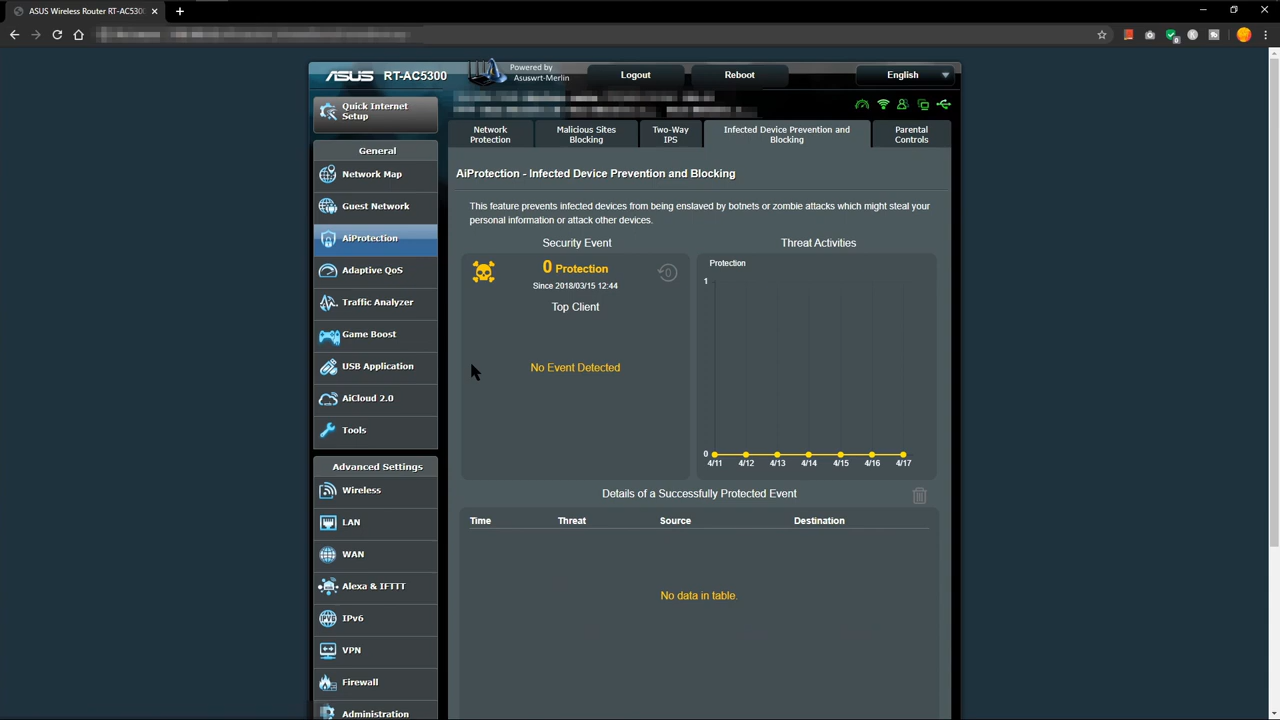 ASUS Wireless Router RT-AC5300
ASUS RT-AC5300
Powered by
Asuswrt-Merlin
Logout
Reboot
English
Quick Internet
Setup
General
Network Map
Guest Network
AiProtection
Adaptive QoS
Traffic Analyzer
Game Boost
USB Application
AiCloud 2.0
Tools
Advanced Settings
Wireless
LAN
WAN
Alexa & IFTTT
IPv6
VPN
Firewall
Administration
Network
Protection
Malicious Sites
Blocking
Two-Way
IPS
Infected Device Prevention and
Blocking
Parental
Controls
AiProtection - Infected Device Prevention and Blocking
This feature prevents infected devices from being enslaved by botnets or zombie attacks which might steal your
personal information or attack other devices.
Security Event
0 Protection
0
Since 2018/03/15 12:44
Top Client
No Event Detected
Threat Activities
Protection
1
0
4/11 4/12 4/13 4/14 4/15 4/16 4/17
Details of a Successfully Protected Event
Time Threat Source Destination
No data in table.